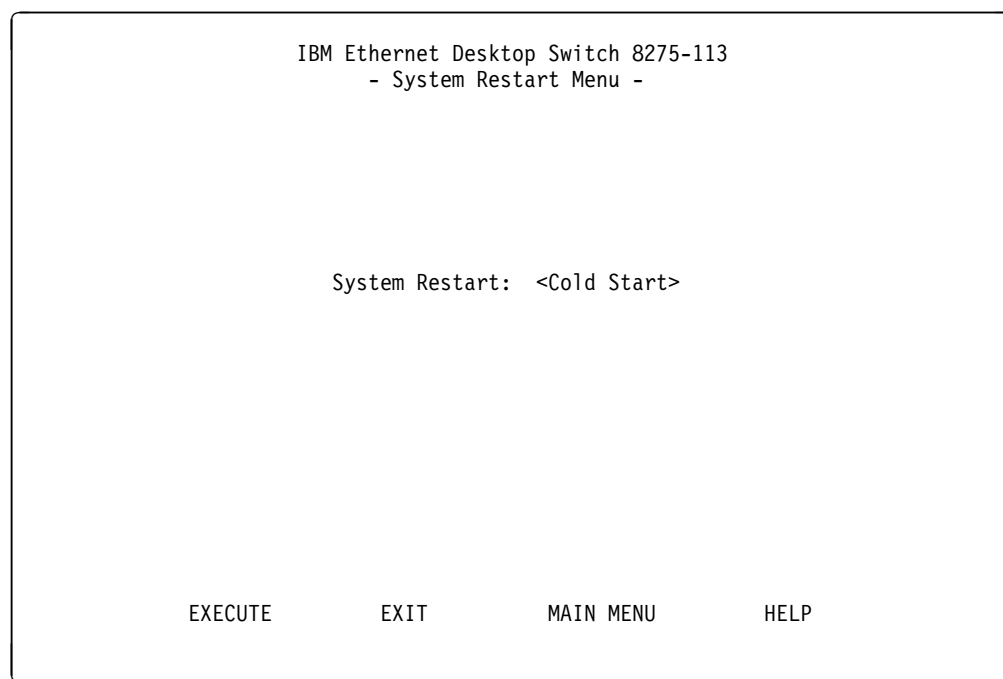 IBM Ethernet Desktop Switch 8275-113
- System Restart Menu -
System Restart: <Cold Start>
EXECUTE EXIT MAIN MENU HELP